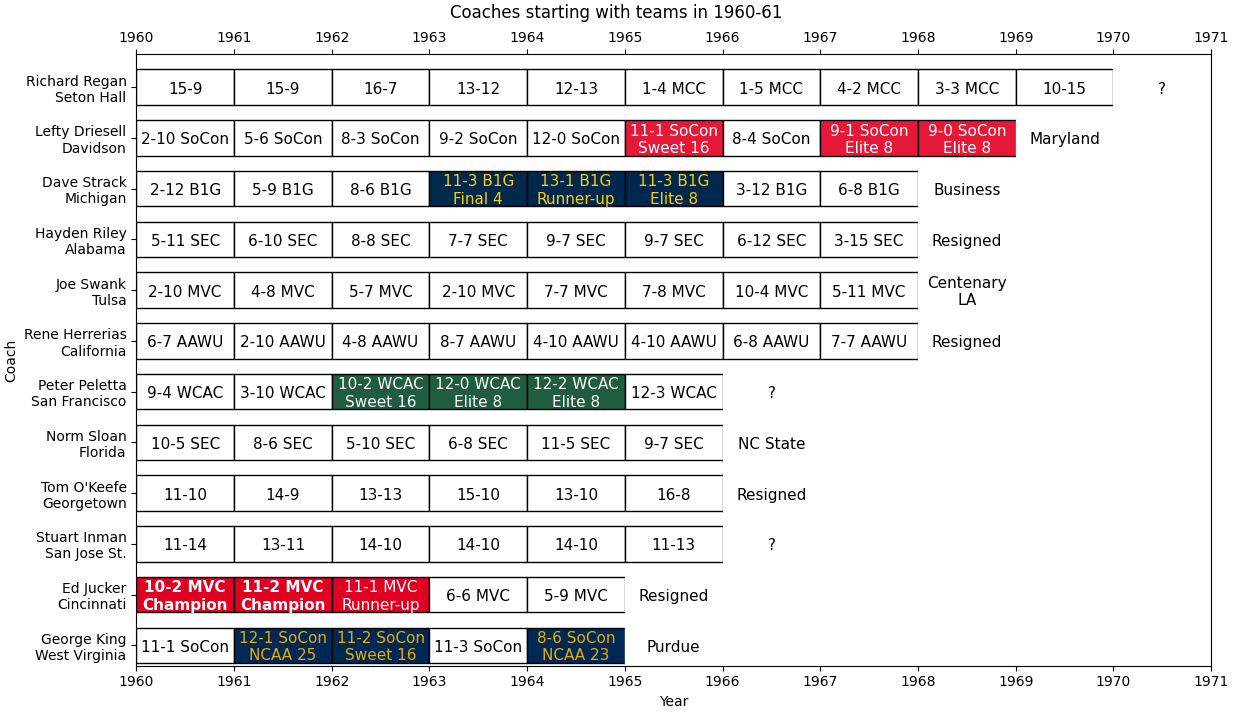 Coaches starting with teams in 1960-61
1960 1961 1962 1963 1964 1965 1966 1967 1968 1969 1970 1971
Richard Regan
Seton Hall
15-9 15-9 16-7 13-12 12-13 1-4 MCC 1-5 MCC 4-2 MCC 3-3 MCC 10-15 ?
Lefty Driesell
Davidson
2-10 SoCon 5-6 SoCon 8-3 SoCon 9-2 SoCon 12-0 SoCon 11-1 SoCon
Sweet 16
8-4 SoCon 9-1 SoCon
Elite 8
9-0 SoCon
Elite 8
Maryland
Dave Strack
Michigan
2-12 B1G 5-9 B1G 8-6 B1G 11-3 B1G
Final 4
13-1 B1G
Runner-up
11-3 B1G
Elite 8
3-12 B1G 6-8 B1G Business
Hayden Riley
Alabama
5-11 SEC 6-10 SEC 8-8 SEC 7-7 SEC 9-7 SEC 9-7 SEC 6-12 SEC 3-15 SEC Resigned
Joe Swank
Tulsa
2-10 MVC 4-8 MVC 5-7 MVC 2-10 MVC 7-7 MVC 7-8 MVC 10-4 MVC 5-11 MVC Centenary
LA
Rene Herrerias
California
6-7 AAWU 2-10 AAWU 4-8 AAWU 8-7 AAWU 4-10 AAWU 4-10 AAWU 6-8 AAWU 7-7 AAWU Resigned
Coach
Peter Peletta
San Francisco
9-4 WCAC 3-10 WCAC 10-2 WCAC
Sweet 16
12-0 WCAC
Elite 8
12-2 WCAC
Elite 8
12-3 WCAC ?
Norm Sloan
Florida
10-5 SEC 8-6 SEC 5-10 SEC 6-8 SEC 11-5 SEC 9-7 SEC NC State
Tom O'Keefe
Georgetown
11-10 14-9 13-13 15-10 13-10 16-8 Resigned
Stuart Inman
San Jose St.
11-14 13-11 14-10 14-10 14-10 11-13 ?
Ed Jucker
Cincinnati
10-2 MVC
Champion
11-2 MVC
Champion
11-1 MVC
Runner-up
6-6 MVC 5-9 MVC Resigned
George King
West Virginia
11-1 SoCon 12-1 SoCon
NCAA 25
11-2 SoCon
Sweet 16
11-3 SoCon 8-6 SoCon
NCAA 23
Purdue
1960 1961 1962 1963 1964 1965 1966 1967 1968 1969 1970 1971
Year